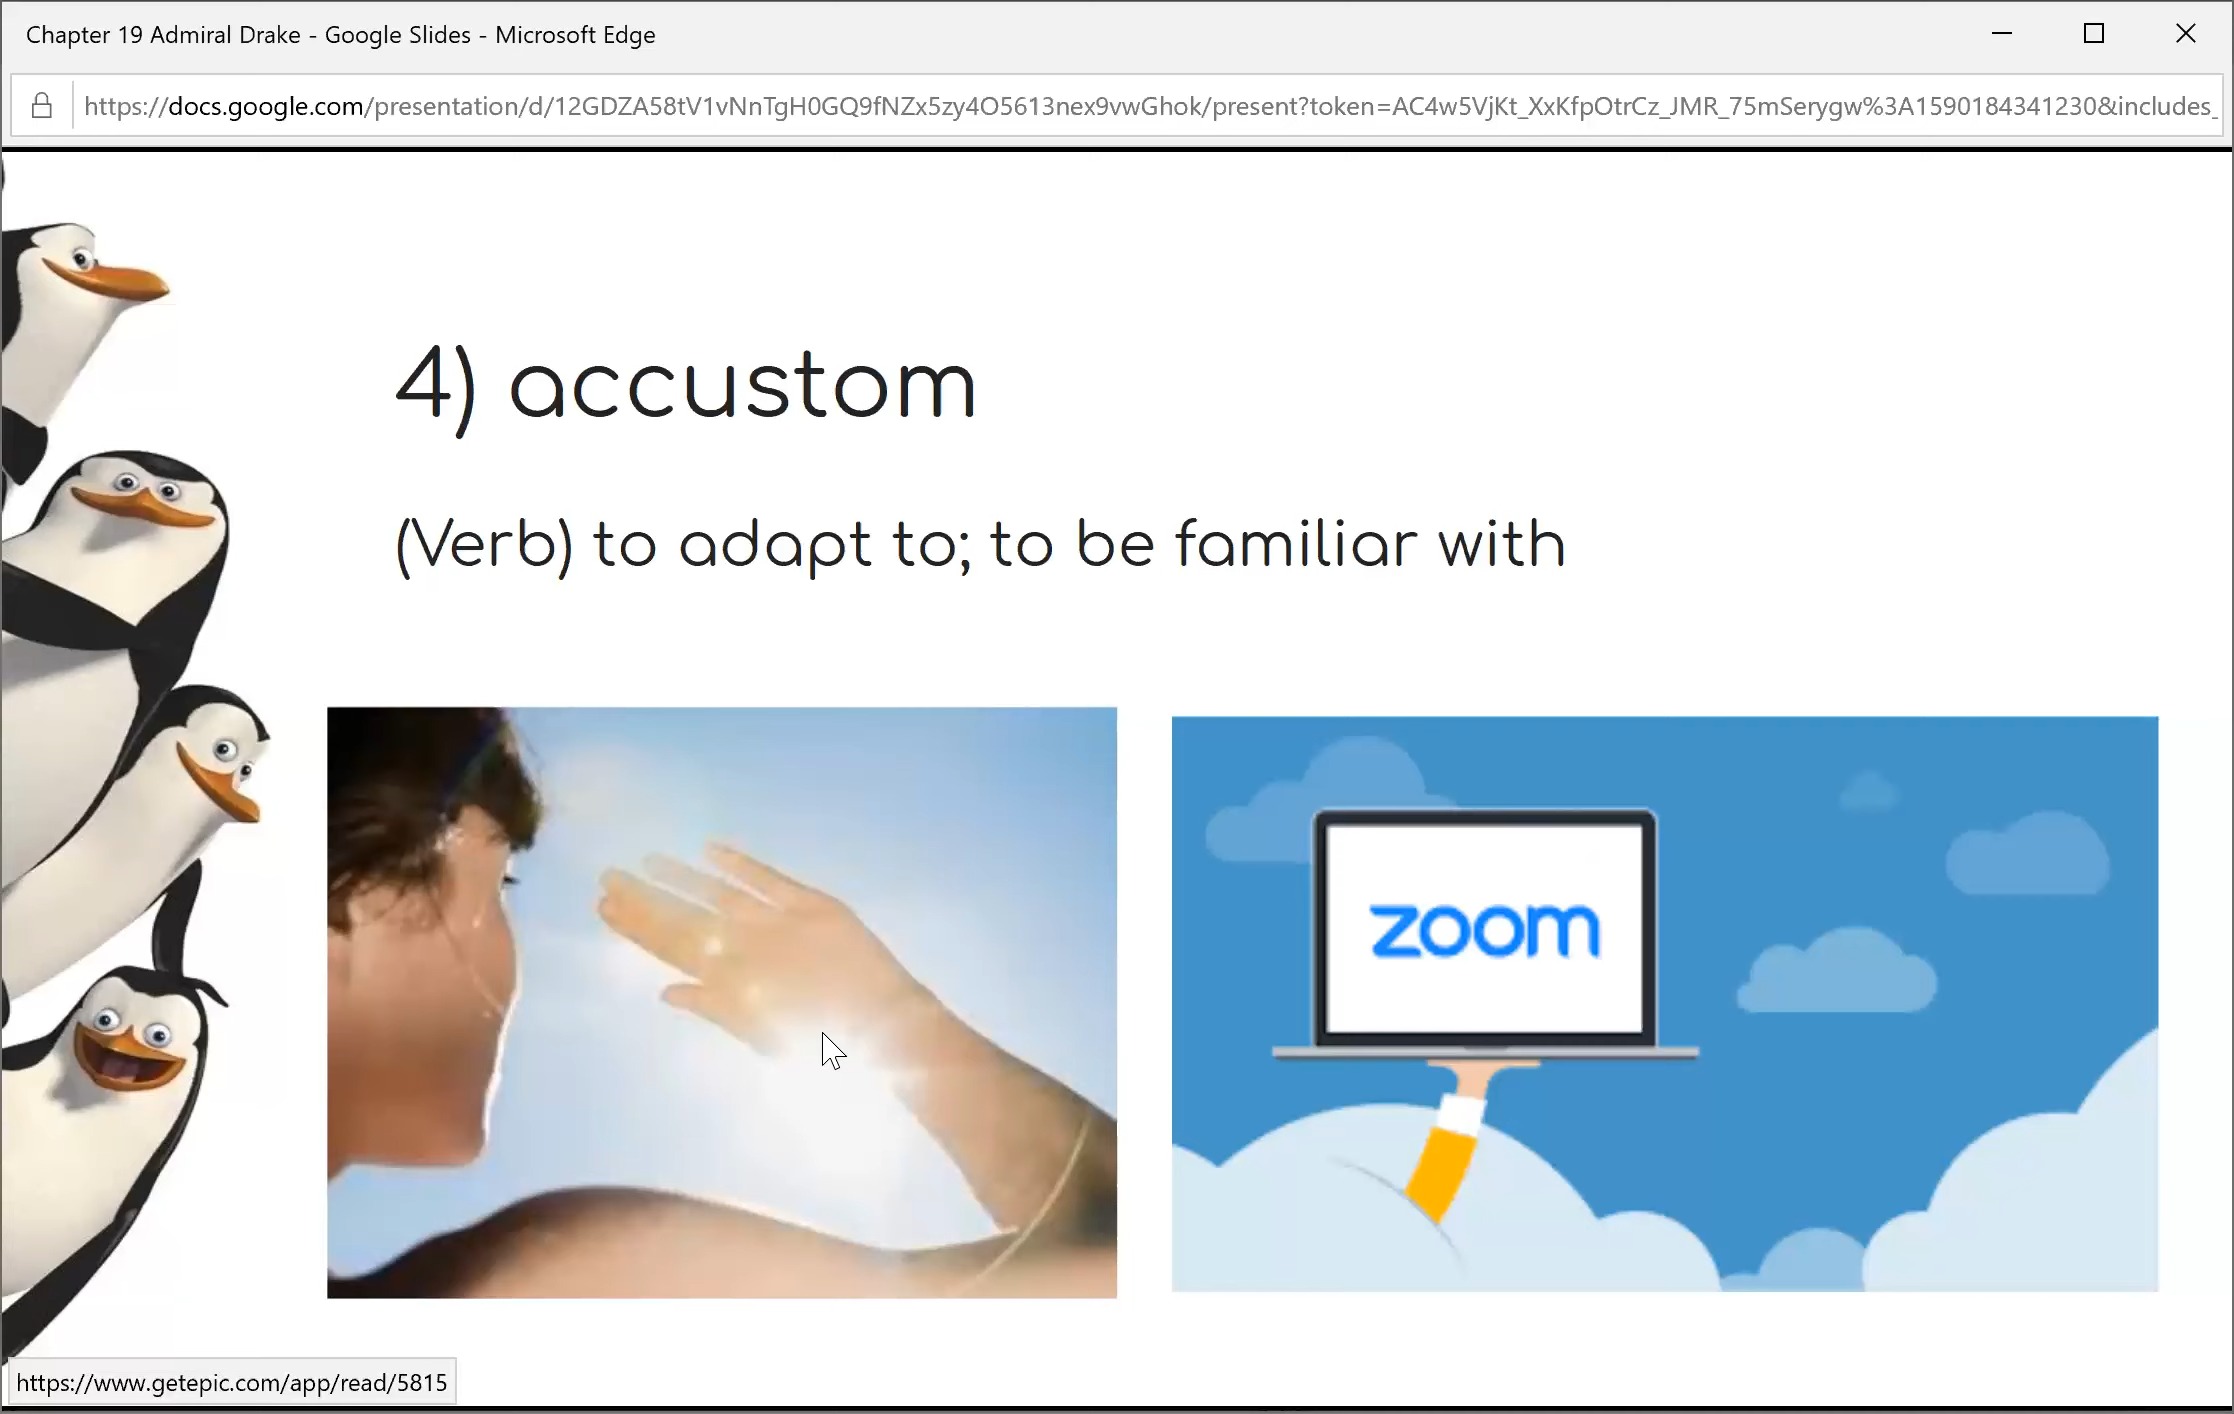 Chapter 19 Admiral Drake - Google Slides - Microsoft Edge
https://docs.google.com/presentation/d/12GDZA58tV1vNnTgH0GQ9fNZx5zy4O5613nex9vwGhok/present?token=AC4w5VjKt_XxKfpOtrCz_JMR_75mSerygw%3A1590184341230&includes_
4) accustom
(Verb) to adapt to; to be familiar with
zoom
https://www.getepic.com/app/read/5815